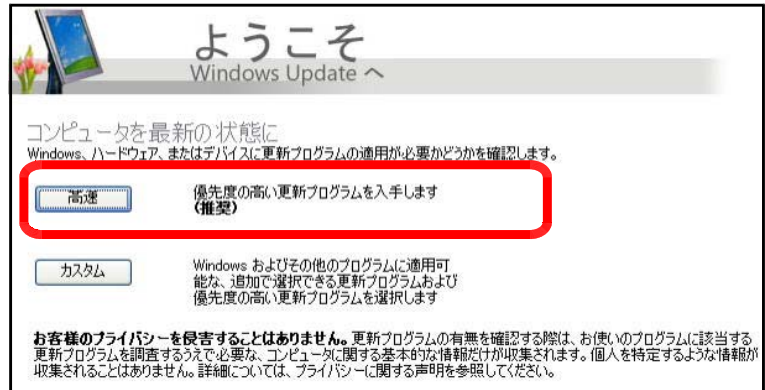 ようこそ
Windows Update へ
コンピュータを最新の状態に
Windows、ハードウェア、またはデバイスに更新プログラムの適用が必要かどうかを確認します。
高速
優先度の高い更新プログラムを入手します
(推奨)
カスタム
Windows およびその他のプログラムに適用可
能な、追加で選択できる更新プログラムおよび
優先度の高い更新プログラムを選択します
お客様のプライバシーを侵害することはありません。更新プログラムの有無を確認する際は、お使いのプログラムに該当する
更新プログラムを調査するうえで必要な、コンピュータに関する基本的な情報だけが収集されます。個人を特定するような情報が
収集されることはありません。詳細については、プライバシーに関する声明を参照してください。